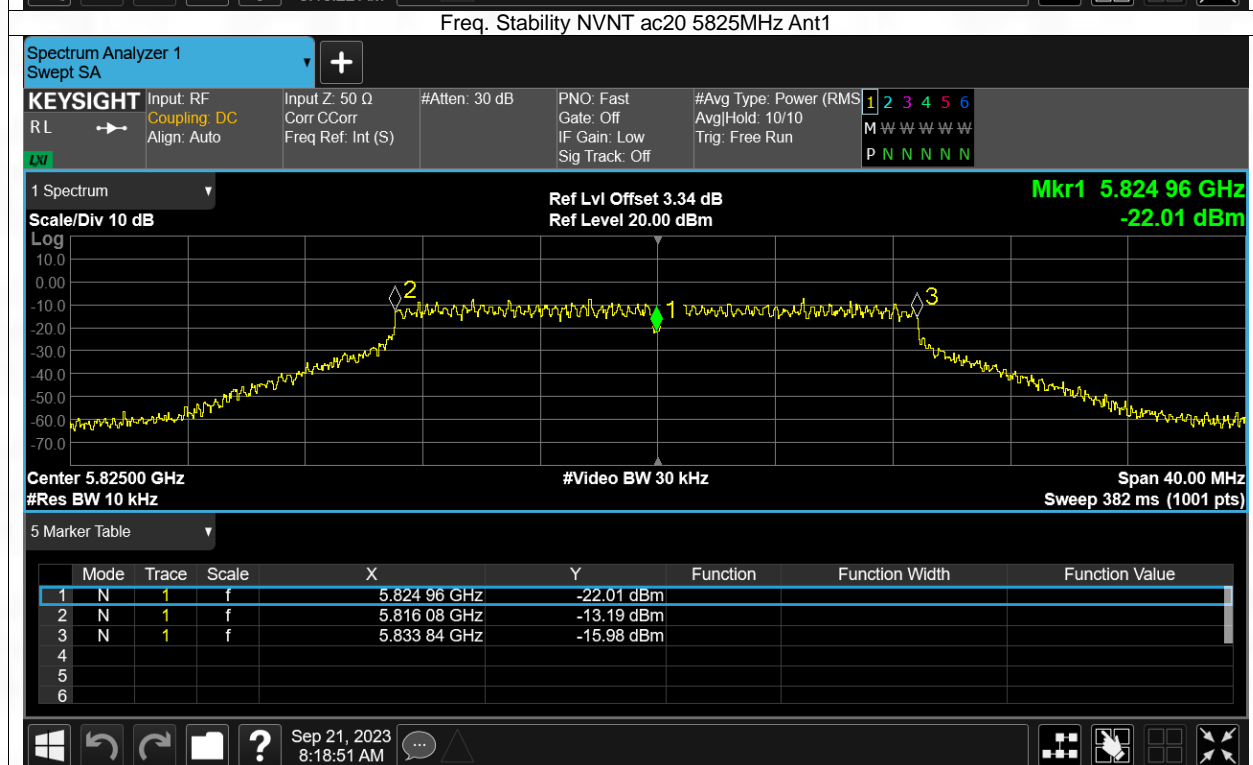 Freq. Stability NVNT ac20 5825MHz Ant1
Spectrum Analyzer 1
Swept SA
+
KEYSIGHT Input: RF Input Z: 50 Ω #Atten: 30 dB PNO: Fast #Avg Type: Power (RMS 1 2 3 4 5 6
RL Coupling: DC Corr CCorr Gate: Off Avg|Hold: 10/10 M W W W W W
Align: Auto Freq Ref: Int (S) IF Gain: Low Trig: Free Run
LXI Sig Track: Off P N N N N N
1 Spectrum Ref Lvl Offset 3.34 dB Mkr1 5.824 96 GHz
Scale/Div 10 dB Ref Level 20.00 dBm -22.01 dBm
Log
10.0
0.00
-10.0
-20.0
-30.0
-40.0
-50.0
-60.0
-70.0
2
1
3
Center 5.82500 GHz #Video BW 30 kHz Span 40.00 MHz
#Res BW 10 kHz Sweep 382 ms (1001 pts)
5 Marker Table
Mode Trace Scale X Y Function Function Width Function Value
1 N 1 f 5.824 96 GHz -22.01 dBm
2 N 1 f 5.816 08 GHz -13.19 dBm
3 N 1 f 5.833 84 GHz -15.98 dBm
4
5
6
? Sep 21, 2023
8:18:51 AM